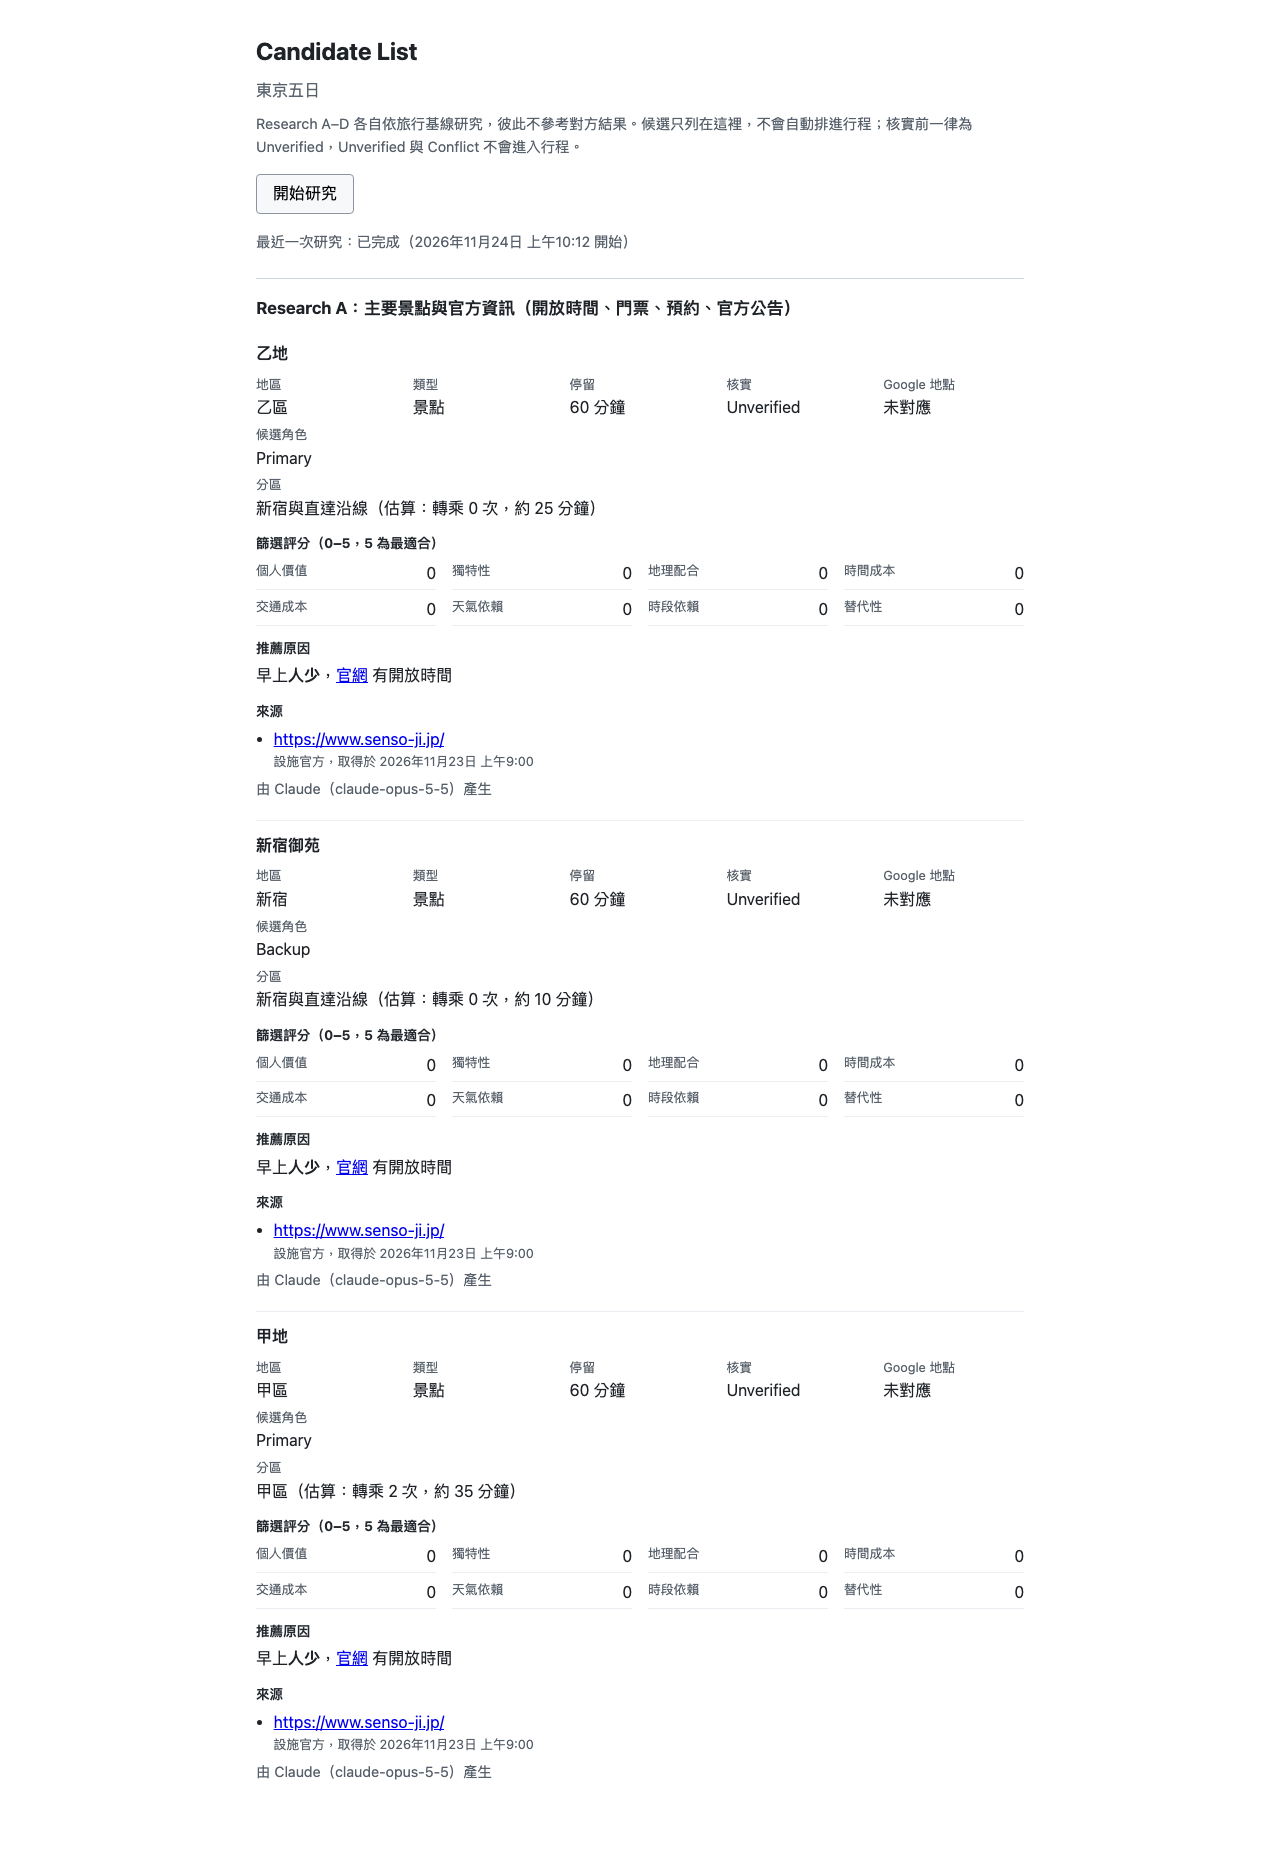 Candidate List
東京五日
Research A–D 各自依旅行基線研究，彼此不參考對方結果。候選只列在這裡，不會自動排進行程；核實前一律為
Unverified，Unverified 與 Conflict 不會進入行程。
開始研究
最近一次研究：已完成（2026年11月24日 上午10:12 開始）
Research A：主要景點與官方資訊（開放時間、門票、預約、官方公告）
乙地
地區 類型 停留 核實 Google 地點
乙區 景點 60 分鐘 Unverified 未對應
候選角色
Primary
分區
新宿與直達沿線（估算：轉乘 0 次，約 25 分鐘）
篩選評分（0–5，5 為最適合）
個人價值 0 獨特性 0 地理配合 0 時間成本 0
交通成本 0 天氣依賴 0 時段依賴 0 替代性 0
推薦原因
早上人少，官網 有開放時間
來源
• https://www.senso-ji.jp/
設施官方，取得於 2026年11月23日 上午9:00
由 Claude（claude-opus-5-5）產生
新宿御苑
地區 類型 停留 核實 Google 地點
新宿 景點 60 分鐘 Unverified 未對應
候選角色
Backup
分區
新宿與直達沿線（估算：轉乘 0 次，約 10 分鐘）
篩選評分（0–5，5 為最適合）
個人價值 0 獨特性 0 地理配合 0 時間成本 0
交通成本 0 天氣依賴 0 時段依賴 0 替代性 0
推薦原因
早上人少，官網 有開放時間
來源
• https://www.senso-ji.jp/
設施官方，取得於 2026年11月23日 上午9:00
由 Claude（claude-opus-5-5）產生
甲地
地區 類型 停留 核實 Google 地點
甲區 景點 60 分鐘 Unverified 未對應
候選角色
Primary
分區
甲區（估算：轉乘 2 次，約 35 分鐘）
篩選評分（0–5，5 為最適合）
個人價值 0 獨特性 0 地理配合 0 時間成本 0
交通成本 0 天氣依賴 0 時段依賴 0 替代性 0
推薦原因
早上人少，官網 有開放時間
來源
• https://www.senso-ji.jp/
設施官方，取得於 2026年11月23日 上午9:00
由 Claude（claude-opus-5-5）產生